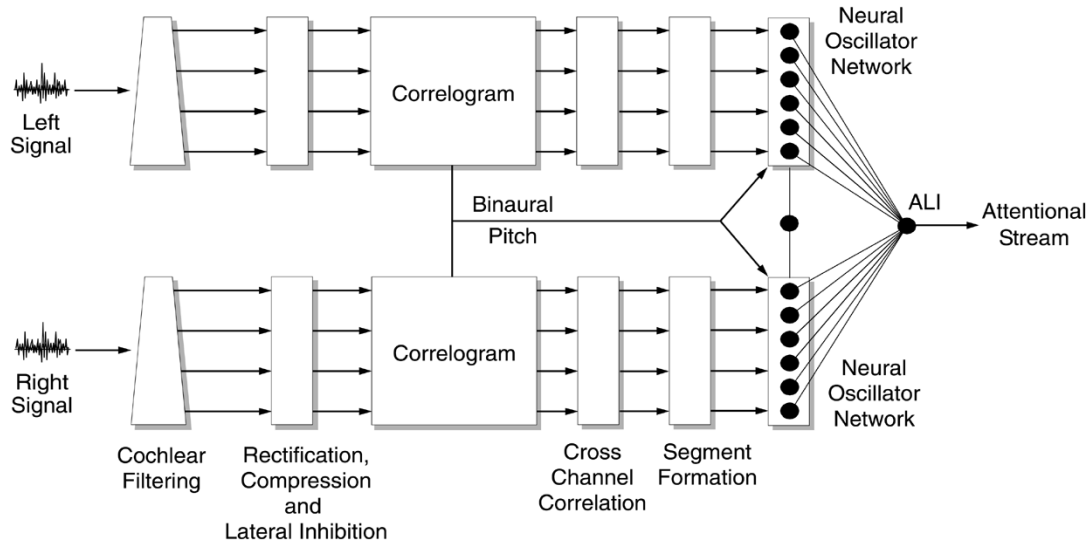 Neural
Oscillator
Network
Left
Signal
Correlogram
Binaural
Pitch
ALI
Attentional
Stream
Right
Signal
Correlogram
Neural
Oscillator
Network
Cochlear
Filtering
Rectification,
Compression
and
Lateral Inhibition
Cross
Channel
Correlation
Segment
Formation